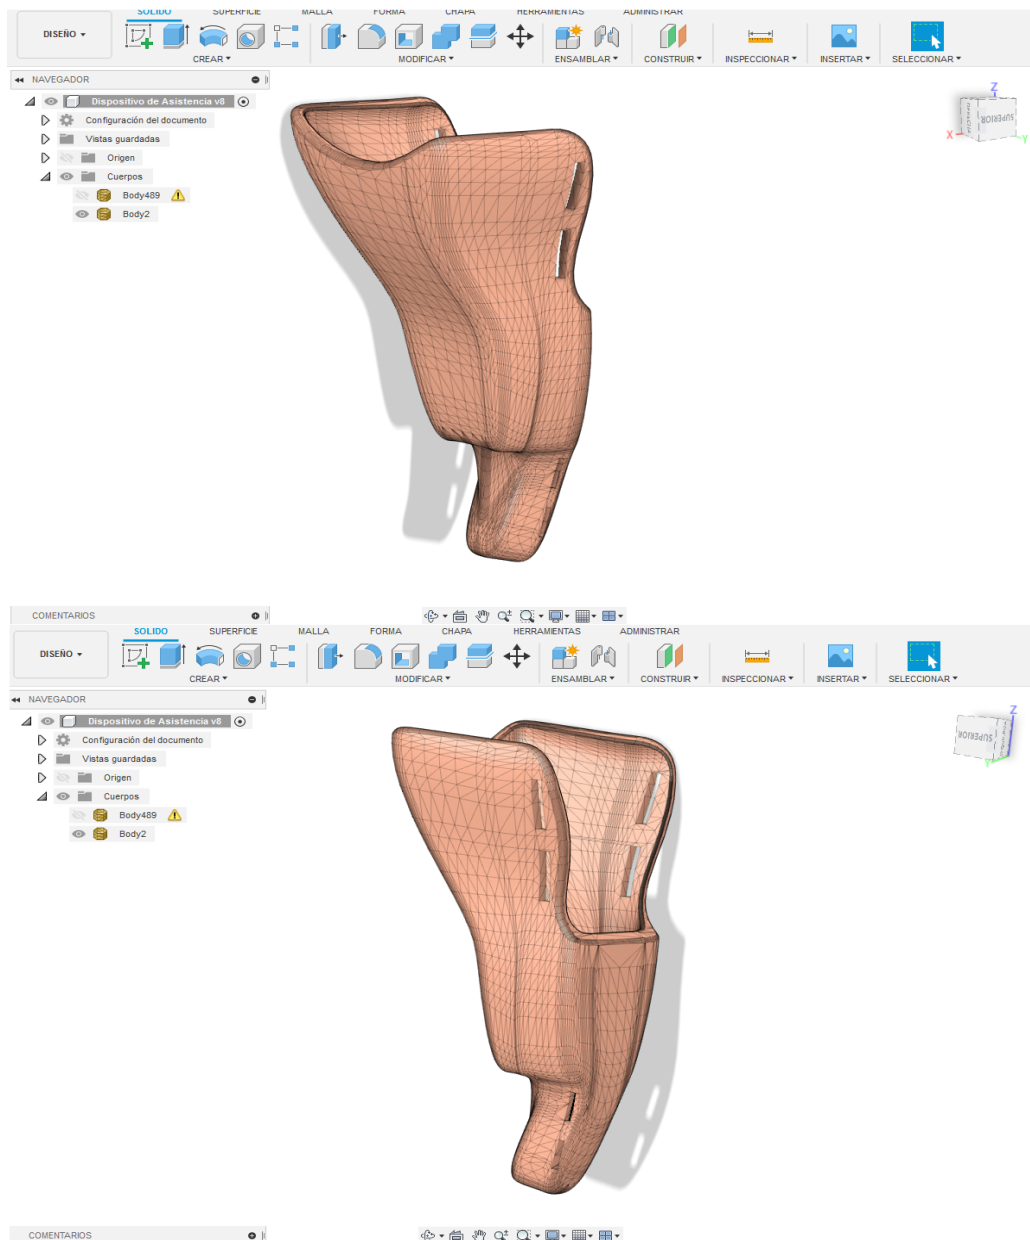 SOLIDO SUPERFICIE MALLA FORMA CHAPA HERRAMIENTAS ADMINISTRAR
DISEÑO
CREAR MODIFICAR ENSAMBLAR CONSTRUIR INSPECCIONAR INSERTAR SELECCIONAR
NAVEGADOR
Dispositivo de Asistencia v8
Configuración del documento
Vistas guardadas
Origen
Cuerpos
Body489
Body2
Z
SUPERIOR
X
Y
COMENTARIOS
SOLIDO SUPERFICIE MALLA FORMA CHAPA HERRAMIENTAS ADMINISTRAR
DISEÑO
CREAR MODIFICAR ENSAMBLAR CONSTRUIR INSPECCIONAR INSERTAR SELECCIONAR
NAVEGADOR
Dispositivo de Asistencia v8
Configuración del documento
Vistas guardadas
Origen
Cuerpos
Body489
Body2
Z
SUPERIOR
Y
COMENTARIOS